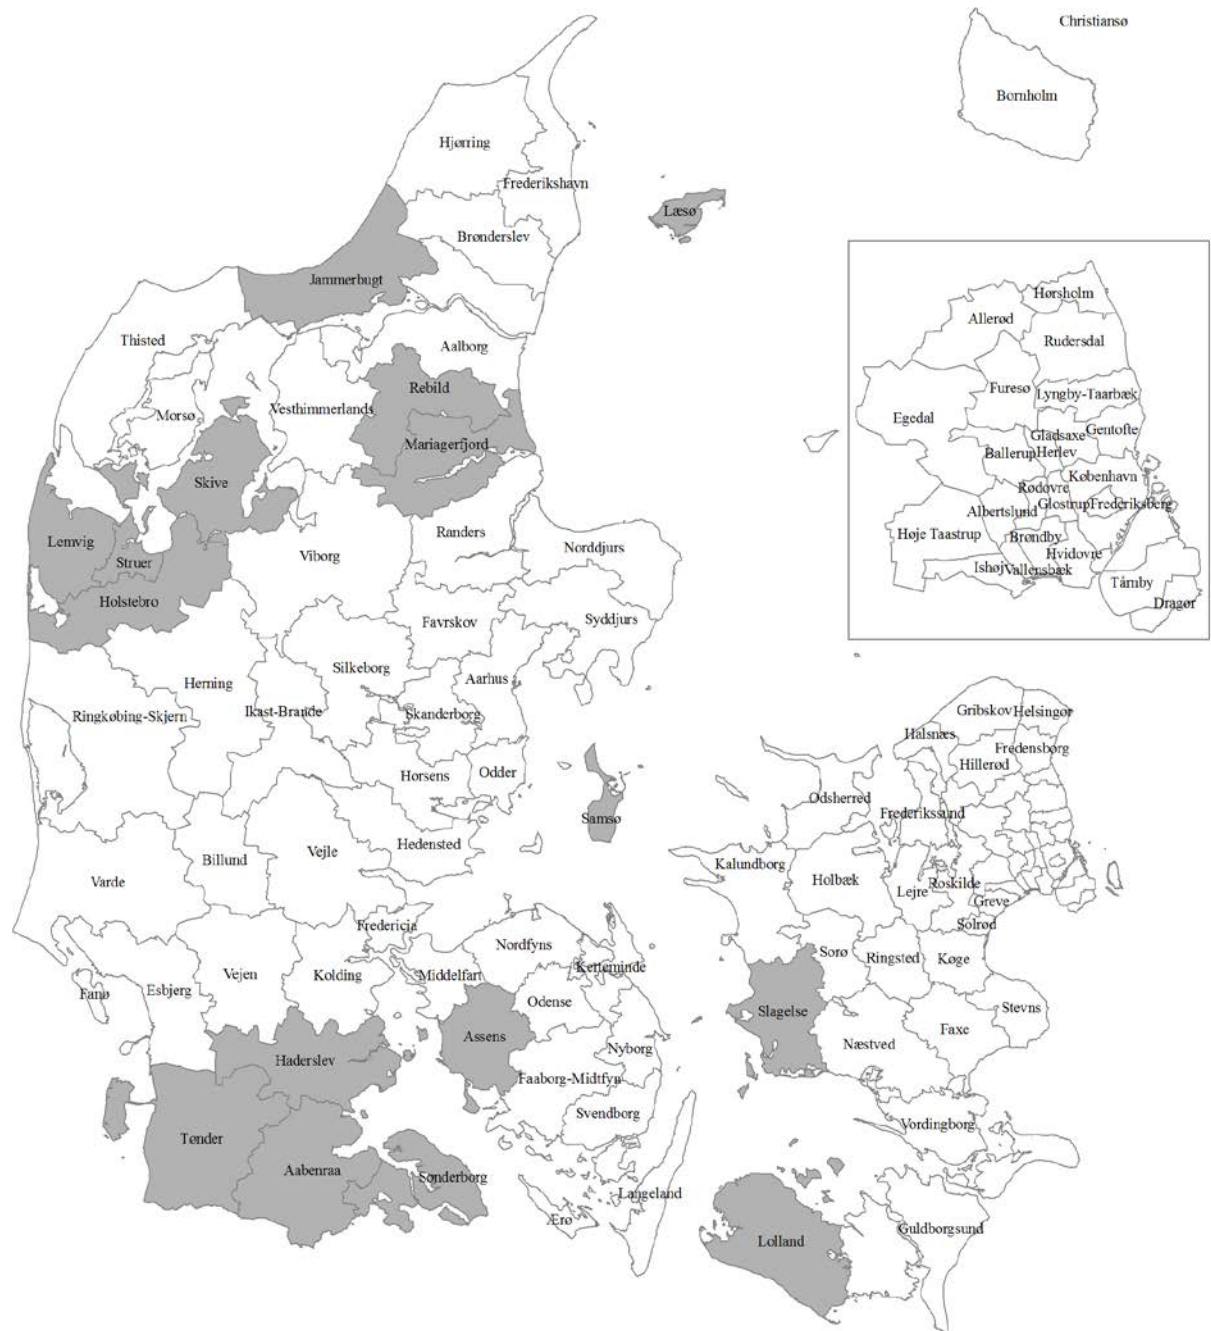 Christiansø
Bornholm
Hjørring
Frederikshavn
Læsø
Brønderslev
Jammerbugt
Thisted
Aalborg
Rebild
Vesthimmerlands
Morsø
Mariagerfjord
Skive
Lemvig
Struer
Holstebro
Viborg
Randers
Norddjurs
Favrskov
Syddjurs
Silkeborg
Aarhus
Herning
Ikast-Brande
Skanderborg
Ringkøbing-Skjern
Horsens
Odder
Samsø
Hedensted
Billund
Vejle
Varde
Fredericia
Vejen
Kolding
Esbjerg
Fanø
Middelfart
Nordfyns
Kerteminde
Odense
Assens
Nyborg
Faaborg-Midtfyn
Svendborg
Haderslev
Tønder
Aabenraa
Sønderborg
Ærø
Langeland
Hørsholm
Allerød
Rudersdal
Furesø
Lyngby-Taarbæk
Egedal
Gentofte
Gladsaxe
Ballerup
Herlev
København
Rødovre
Glostrup
Frederiksberg
Albertslund
Høje Taastrup
Brøndby
Hvidovre
Ishøj
Vallensbæk
Tårnby
Dragør
Gribskov
Helsingør
Halsnæs
Fredensborg
Hillerød
Odsherred
Frederikssund
Kalundborg
Holbæk
Lejre
Roskilde
Greve
Solrød
Sorø
Ringsted
Køge
Slagelse
Stevns
Faxe
Næstved
Vordingborg
Lolland
Guldborgsund